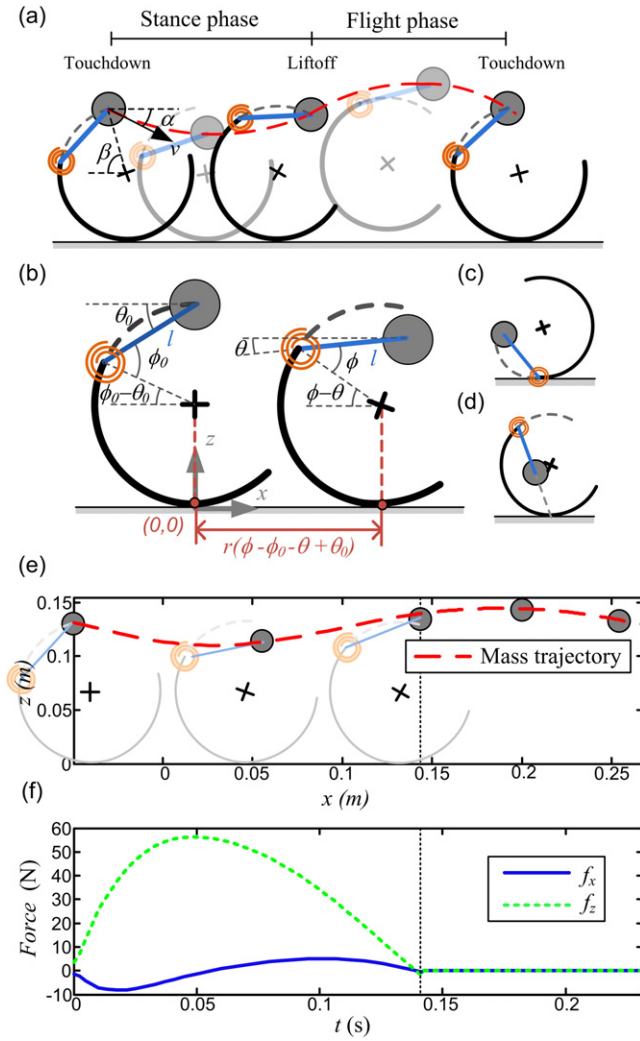 (a)
Stance phase
Flight phase
Touchdown
Liftoff
Touchdown
α
v
β
(b)
θ₀
l
ϕ₀
ϕ₀-θ₀
z
x
(0,0)
r(ϕ-ϕ₀-θ+θ₀)
θ
l
ϕ
ϕ-θ
(c)
(d)
(e)
0.15
0.1
0.05
0
z (m)
Mass trajectory
0
0.05
0.1
0.15
0.2
0.25
x (m)
(f)
60
50
40
30
20
10
0
-10
Force (N)
fₓ
f_z
0
0.05
0.1
0.15
0.2
t (s)